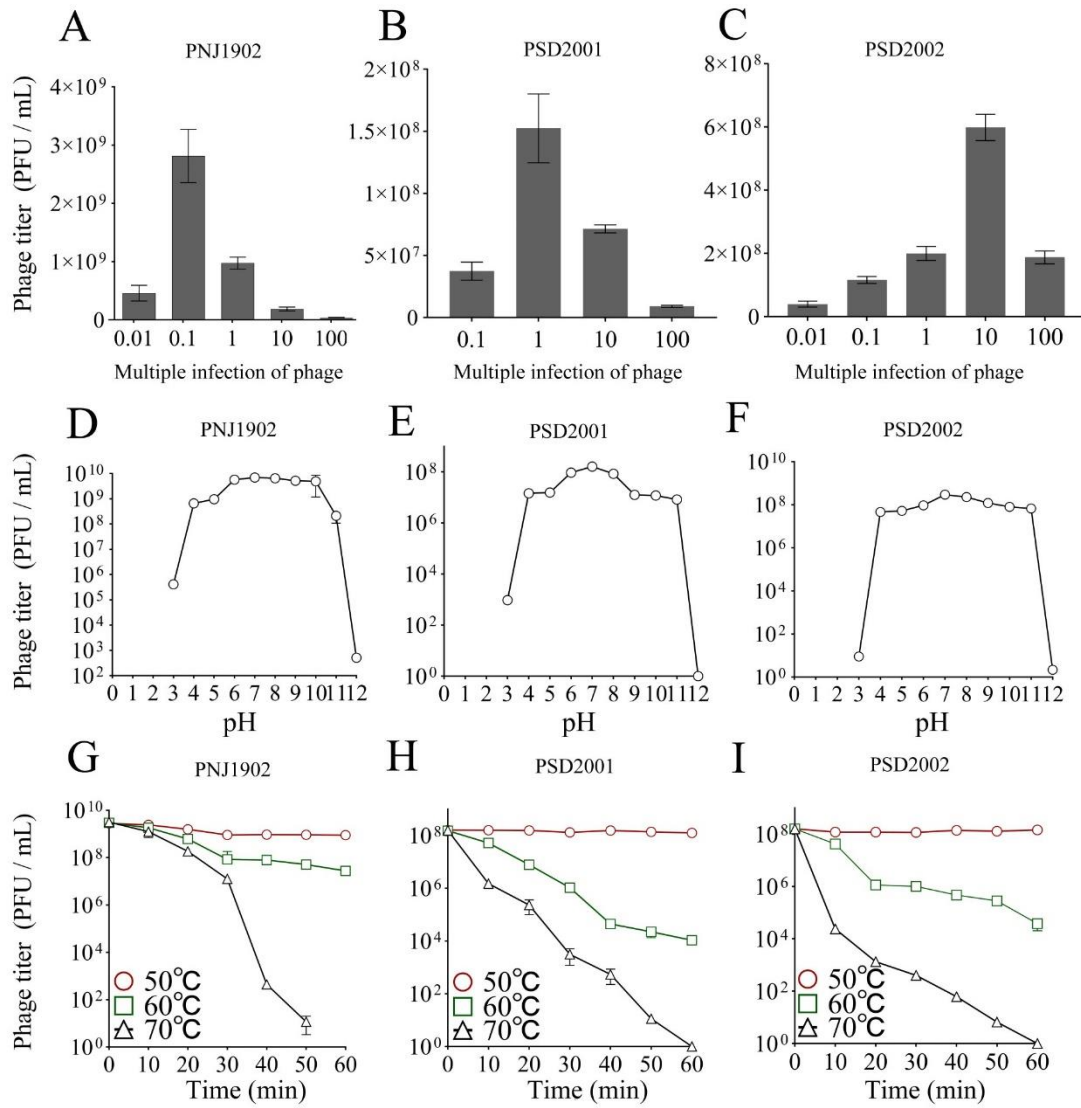 A
PNJ1902
Phage titer (PFU / mL)
4×10⁹
3×10⁹
2×10⁹
1×10⁹
0
0.01 0.1 1 10 100
Multiple infection of phage
B
PSD2001
2×10⁸
1.5×10⁸
1×10⁸
5×10⁷
0
0.1 1 10 100
Multiple infection of phage
C
PSD2002
8×10⁸
6×10⁸
4×10⁸
2×10⁸
0
0.01 0.1 1 10 100
Multiple infection of phage
D
PNJ1902
Phage titer (PFU / mL)
10¹⁰
10⁹
10⁸
10⁷
10⁶
10⁵
10⁴
10³
10²
0 1 2 3 4 5 6 7 8 9 10 11 12
pH
E
PSD2001
10⁸
10⁶
10⁴
10²
10⁰
0 1 2 3 4 5 6 7 8 9 10 11 12
pH
F
PSD2002
10¹⁰
10⁸
10⁶
10⁴
10²
10⁰
0 1 2 3 4 5 6 7 8 9 10 11 12
pH
G
PNJ1902
Phage titer (PFU / mL)
10¹⁰
10⁸
10⁶
10⁴
10²
10⁰
50℃
60℃
70℃
0 10 20 30 40 50 60
Time (min)
H
PSD2001
10⁸
10⁶
10⁴
10²
10⁰
50℃
60℃
70℃
0 10 20 30 40 50 60
Time (min)
I
PSD2002
10⁸
10⁶
10⁴
10²
10⁰
50℃
60℃
70℃
0 10 20 30 40 50 60
Time (min)